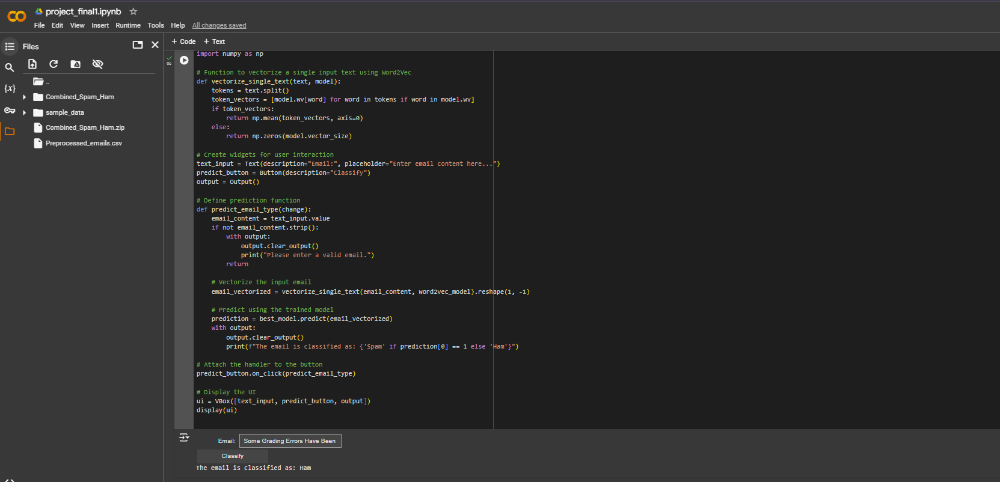 project_final1.ipynb
File Edit View Insert Runtime Tools Help All changes saved
Files
+ Code + Text
..
Combined_Spam_Ham
sample_data
Combined_Spam_Ham.zip
Preprocessed_emails.csv
{x}
0s
import numpy as np
# Function to vectorize a single input text using Word2Vec
def vectorize_single_text(text, model):
    tokens = text.split()
    token_vectors = [model.wv[word] for word in tokens if word in model.wv]
    if token_vectors:
        return np.mean(token_vectors, axis=0)
    else:
        return np.zeros(model.vector_size)
# Create widgets for user interaction
text_input = Text(description="Email:", placeholder="Enter email content here...")
predict_button = Button(description="Classify")
output = Output()
# Define prediction function
def predict_email_type(change):
    email_content = text_input.value
    if not email_content.strip():
        with output:
            output.clear_output()
            print("Please enter a valid email.")
        return
    # Vectorize the input email
    email_vectorized = vectorize_single_text(email_content, word2vec_model).reshape(1, -1)
    # Predict using the trained model
    prediction = best_model.predict(email_vectorized)
    with output:
        output.clear_output()
        print(f"The email is classified as: {'Spam' if prediction[0] == 1 else 'Ham'}")
# Attach the handler to the button
predict_button.on_click(predict_email_type)
# Display the UI
ui = VBox([text_input, predict_button, output])
display(ui)
Email: Some Grading Errors Have Been
Classify
The email is classified as: Ham